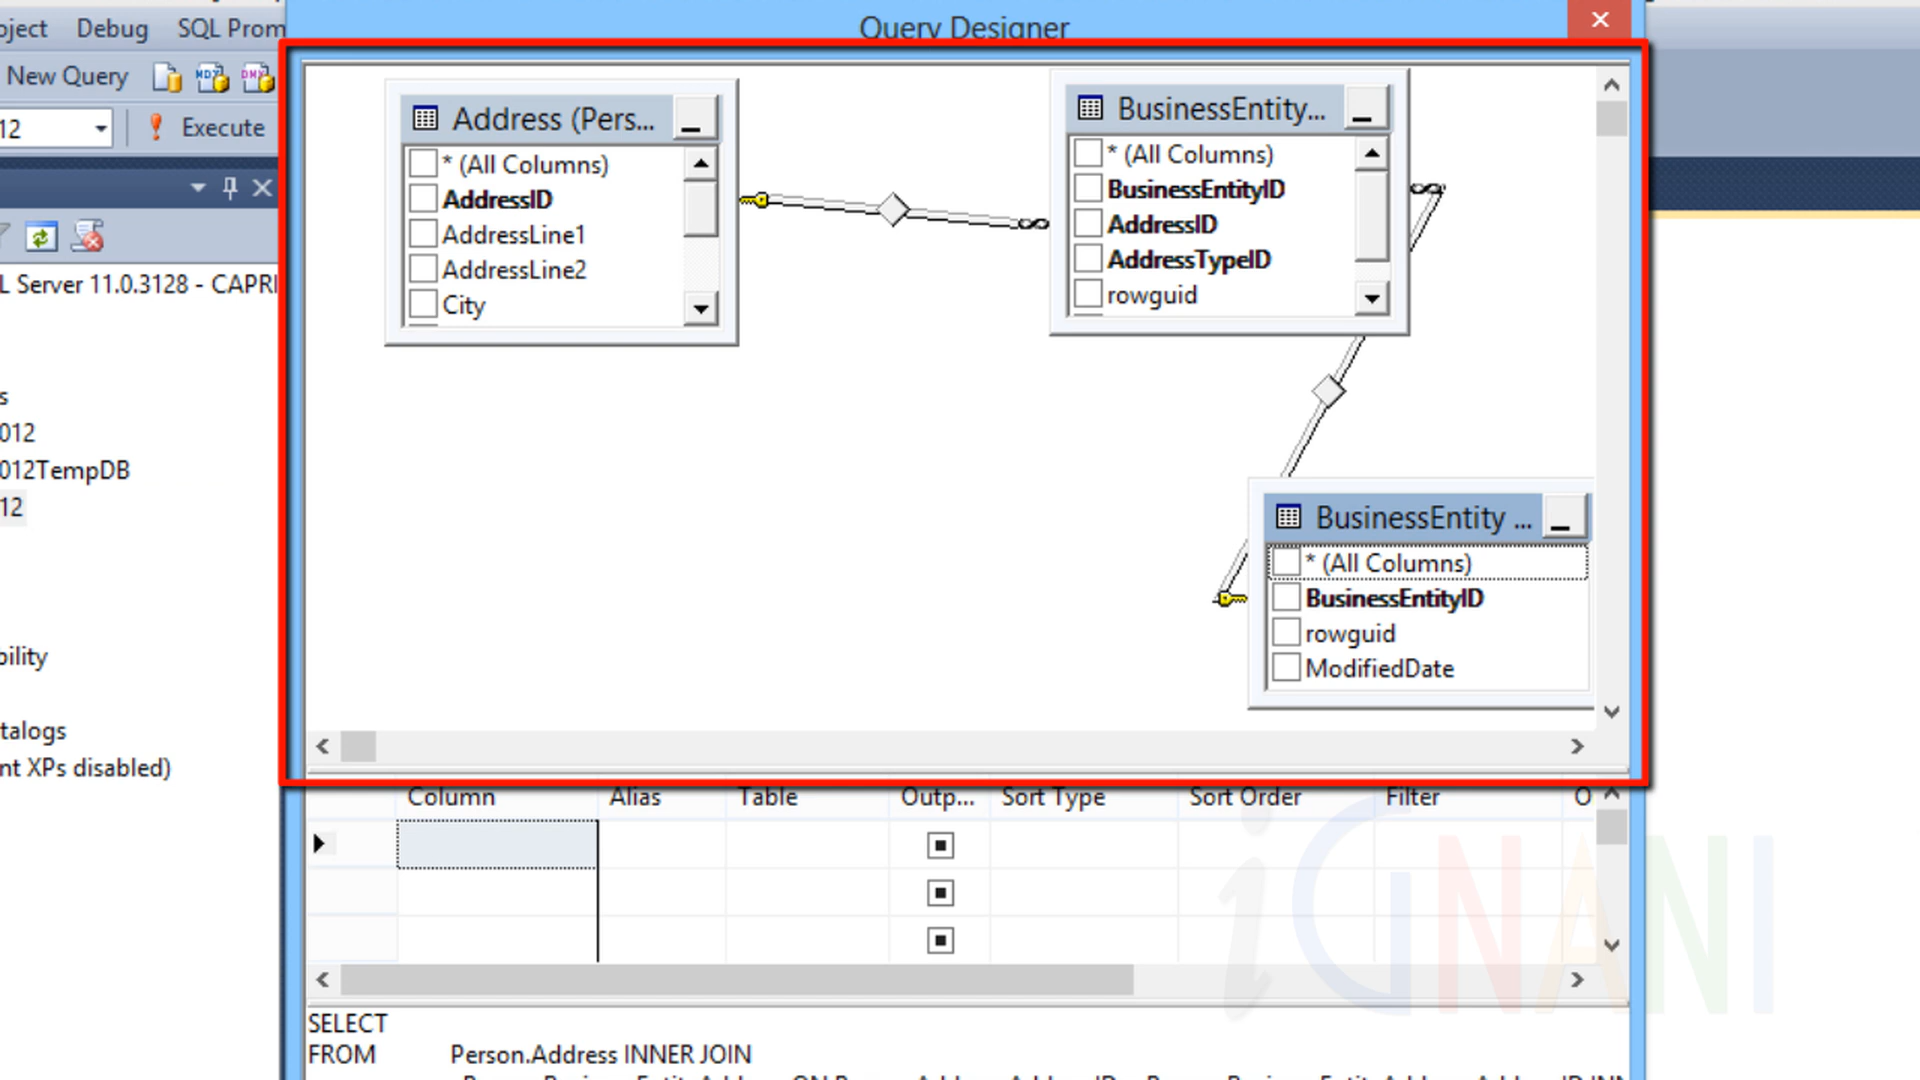 Query Designer
oject Debug SQL Prom
New Query
12 Execute
L Server 11.0.3128 - CAPRI
s
012
012TempDB
12
bility
talogs
nt XPs disabled)
Address (Pers...
* (All Columns)
AddressID
AddressLine1
AddressLine2
City
BusinessEntity...
* (All Columns)
BusinessEntityID
AddressID
AddressTypeID
rowguid
BusinessEntity ...
* (All Columns)
BusinessEntityID
rowguid
ModifiedDate
Column Alias Table Outp... Sort Type Sort Order Filter O
iGNANI
SELECT
FROM Person.Address INNER JOIN